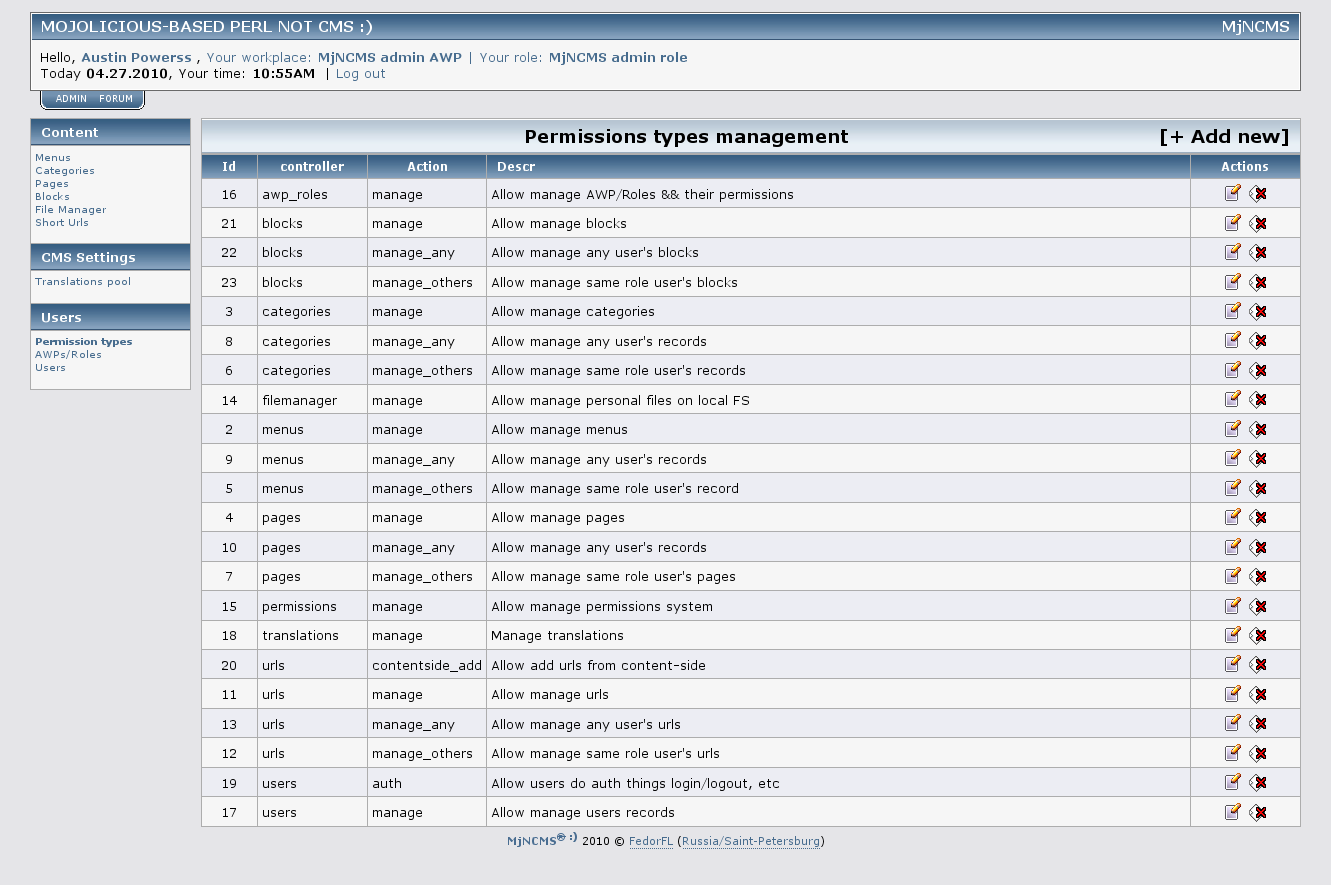 MOJOLICIOUS-BASED PERL NOT CMS :) MjNCMS
Hello, Austin Powerss , Your workplace: MjNCMS admin AWP | Your role: MjNCMS admin role
Today 04.27.2010, Your time: 10:55AM | Log out
ADMIN FORUM
Content
Menus
Categories
Pages
Blocks
File Manager
Short Urls
CMS Settings
Translations pool
Users
Permission types
AWPs/Roles
Users
Permissions types management [+ Add new]
Id controller Action Descr Actions
16 awp_roles manage Allow manage AWP/Roles && their permissions
21 blocks manage Allow manage blocks
22 blocks manage_any Allow manage any user's blocks
23 blocks manage_others Allow manage same role user's blocks
3 categories manage Allow manage categories
8 categories manage_any Allow manage any user's records
6 categories manage_others Allow manage same role user's records
14 filemanager manage Allow manage personal files on local FS
2 menus manage Allow manage menus
9 menus manage_any Allow manage any user's records
5 menus manage_others Allow manage same role user's record
4 pages manage Allow manage pages
10 pages manage_any Allow manage any user's records
7 pages manage_others Allow manage same role user's pages
15 permissions manage Allow manage permissions system
18 translations manage Manage translations
20 urls contentside_add Allow add urls from content-side
11 urls manage Allow manage urls
13 urls manage_any Allow manage any user's urls
12 urls manage_others Allow manage same role user's urls
19 users auth Allow users do auth things login/logout, etc
17 users manage Allow manage users records
MjNCMS® :) 2010 © FedorFL (Russia/Saint-Petersburg)